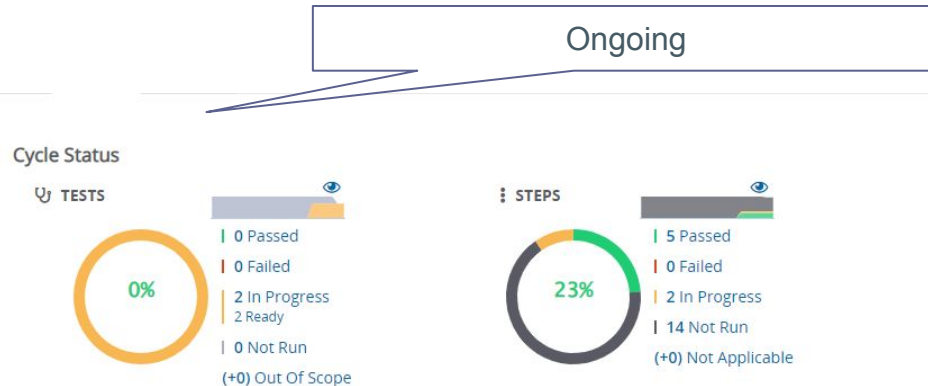 Ongoing
Cycle Status
TESTS
0%
0 Passed
0 Failed
2 In Progress
2 Ready
0 Not Run
(+0) Out Of Scope
STEPS
23%
5 Passed
0 Failed
2 In Progress
14 Not Run
(+0) Not Applicable